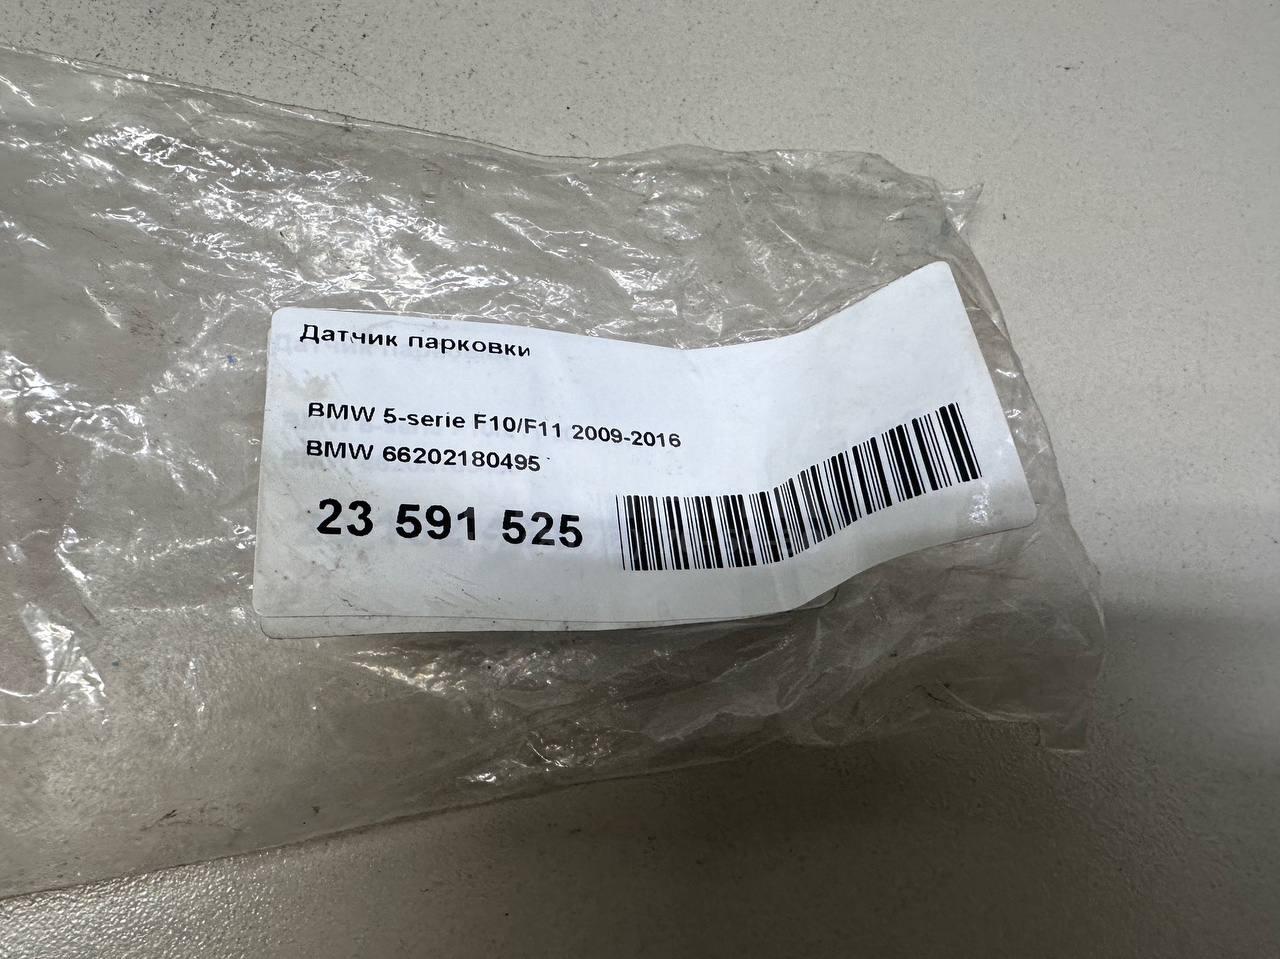 Датчик парковки
BMW 5-serie F10/F11 2009-2016
BMW 66202180495
23 591 525